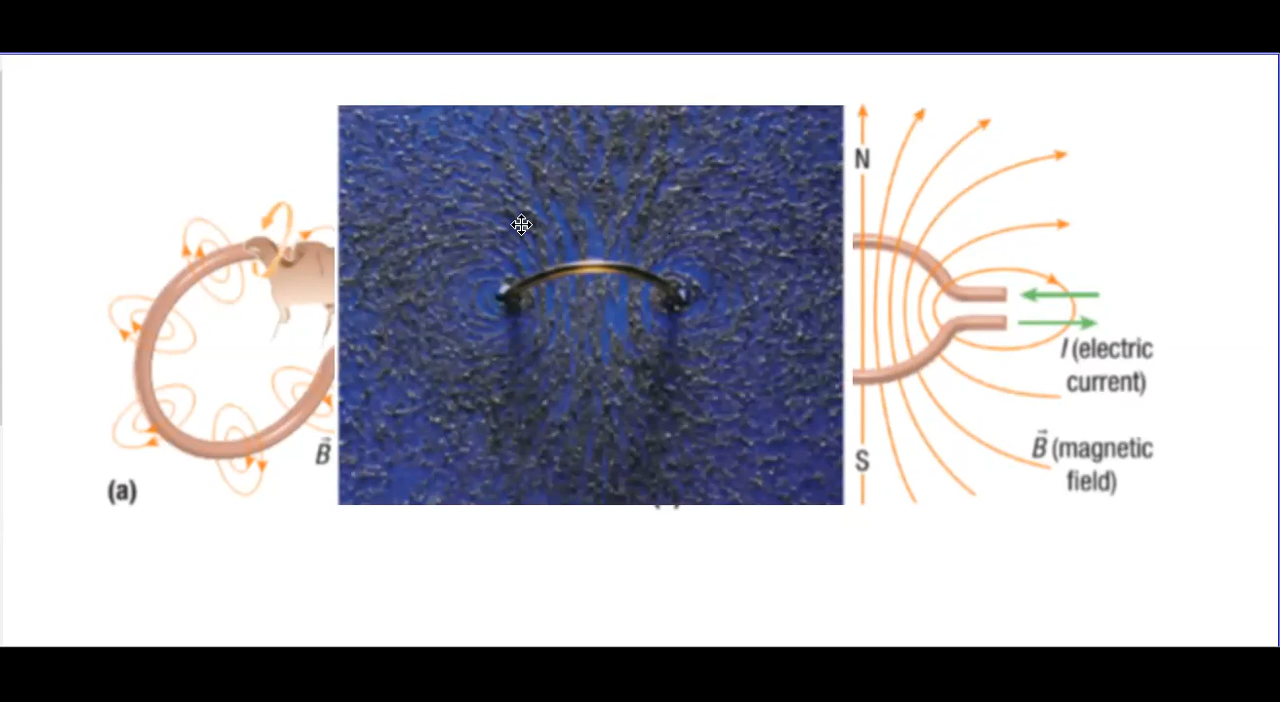 N
I (electric
current)
B⃗ (magnetic
field)
S
B⃗
(a)